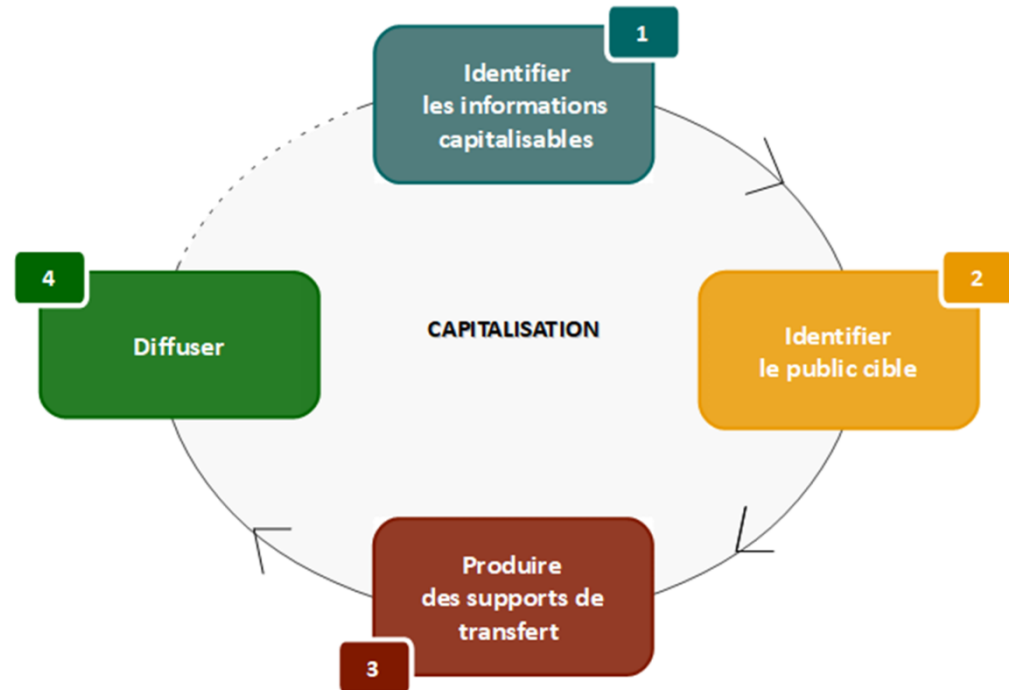 1
Identifier
les informations
capitalisables
2
Identifier
le public cible
3
Produire
des supports de
transfert
4
Diffuser
CAPITALISATION